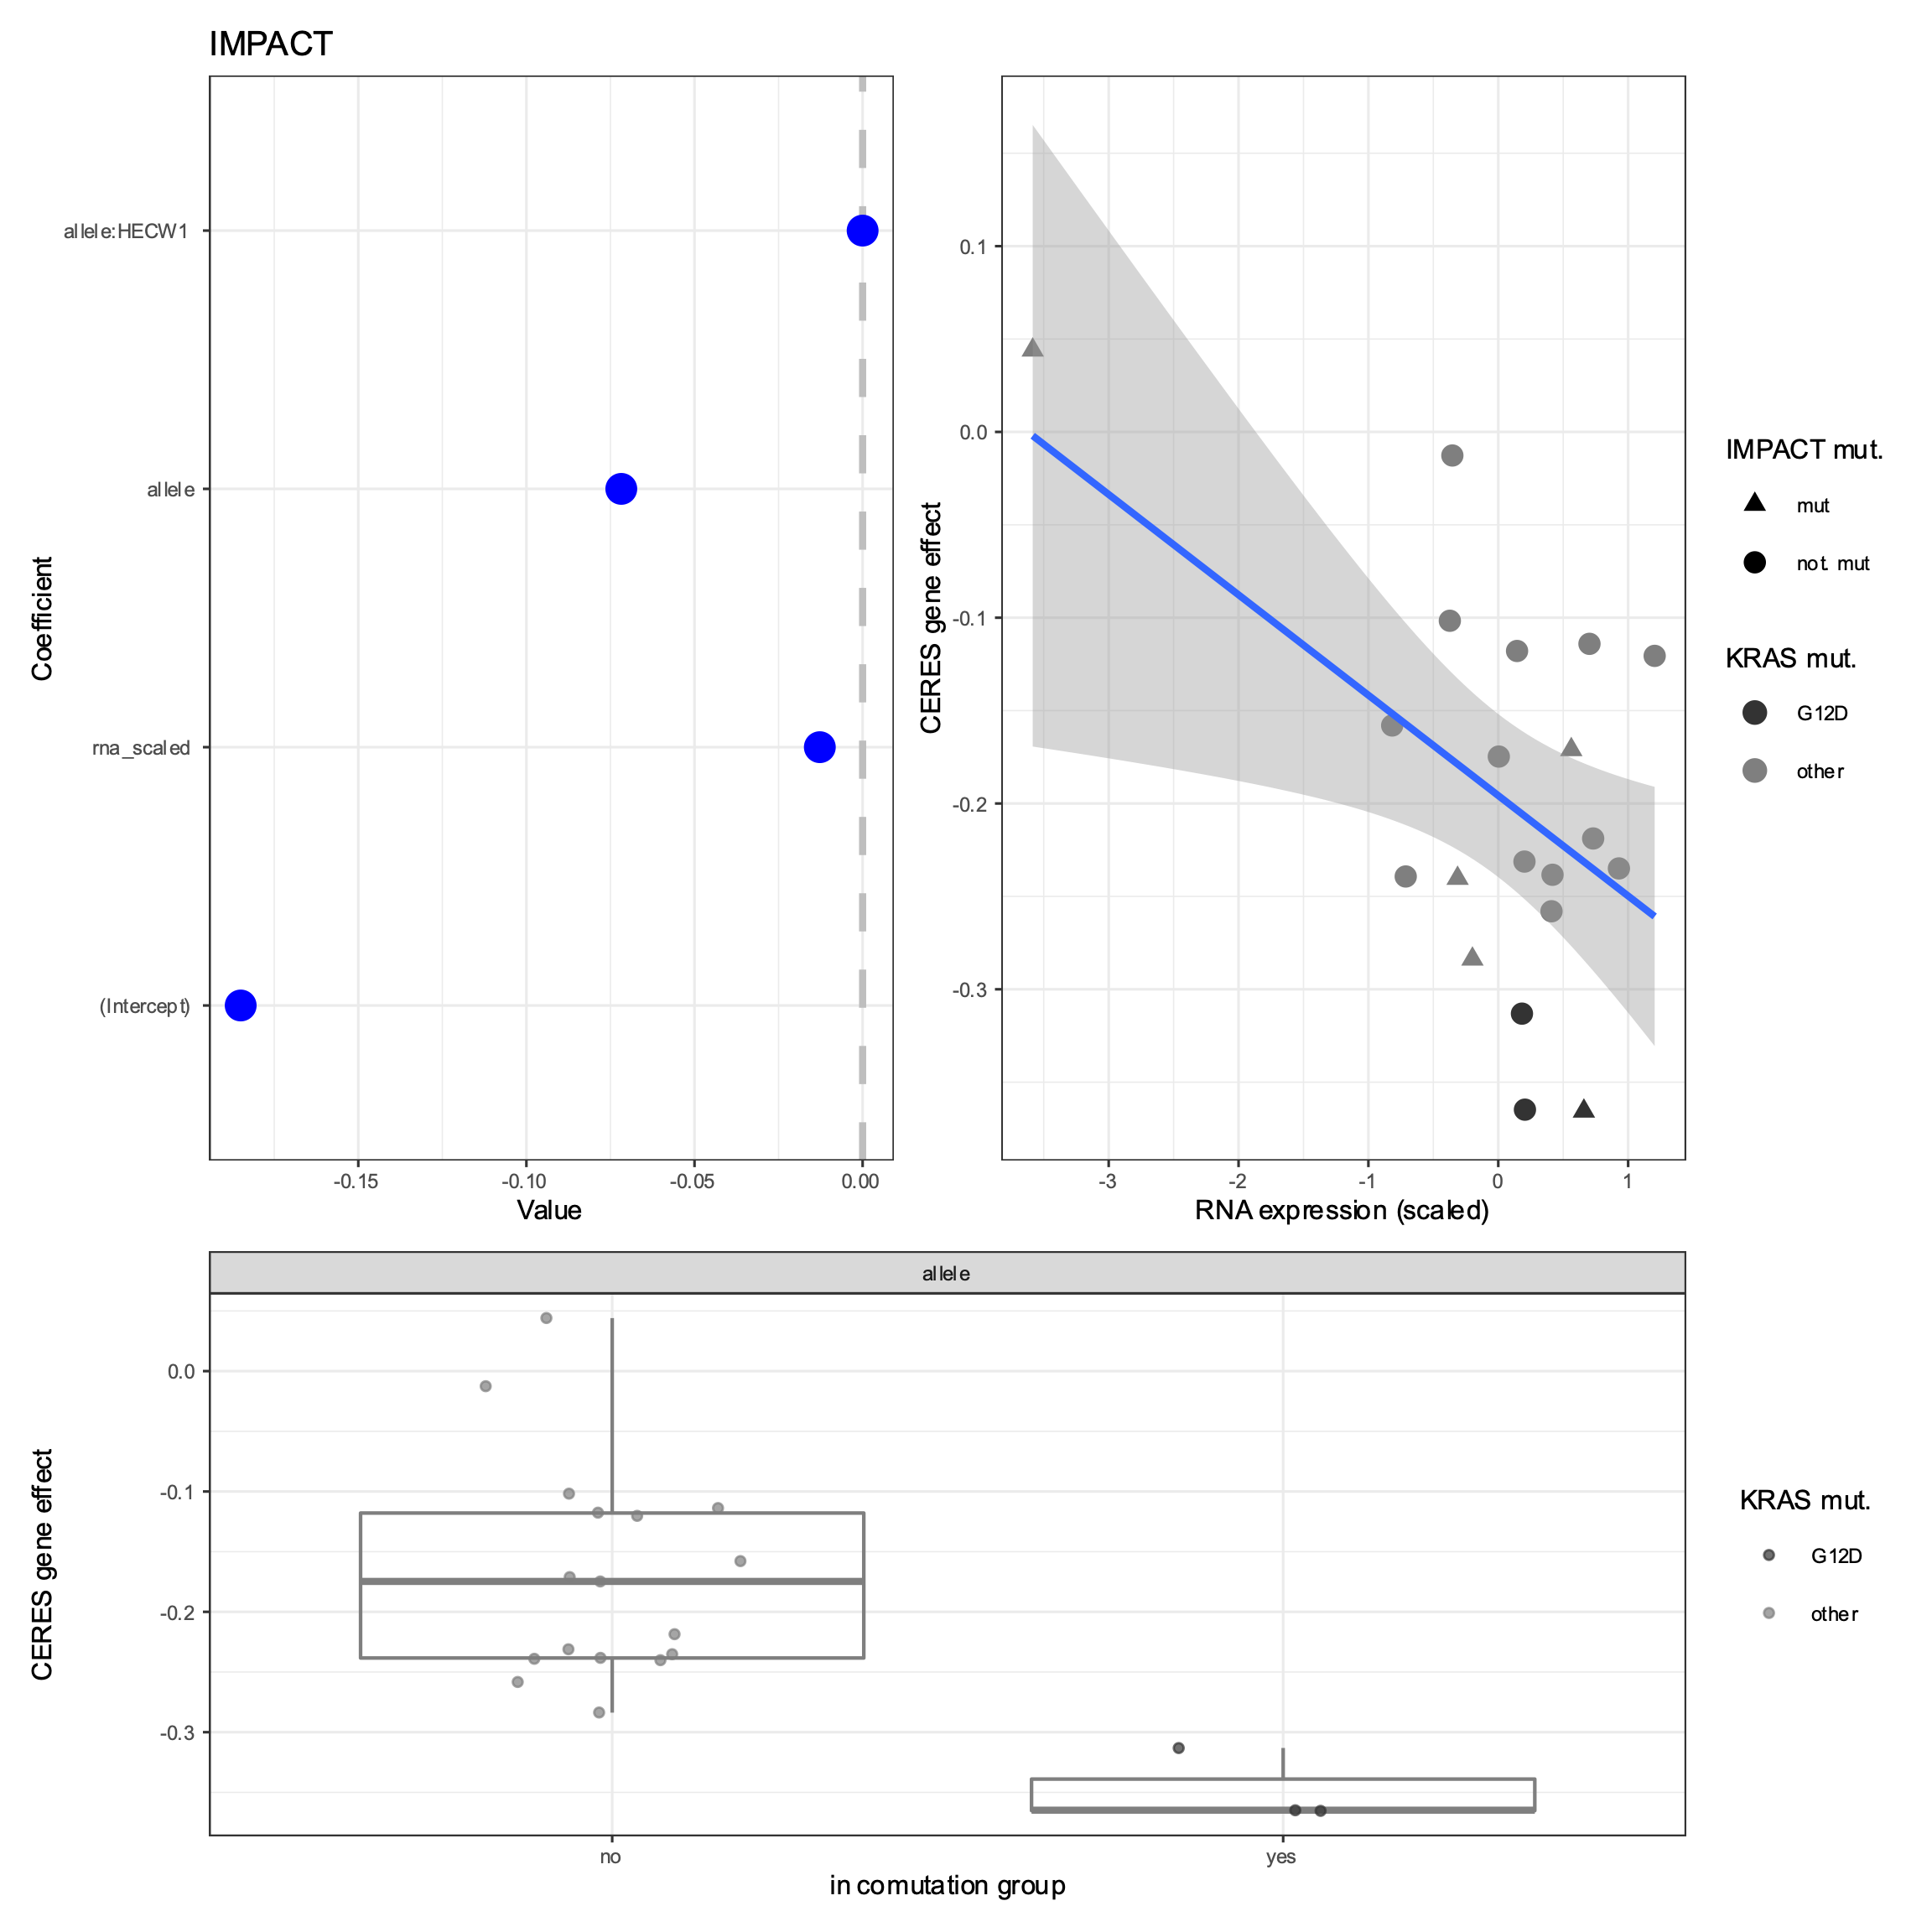 IMPACT
Coefficient
allele:HECW1
allele
rna_scaled
(Intercept)
-0.15
-0.10
-0.05
0.00
Value
CERES gene effect
0.1
0.0
-0.1
-0.2
-0.3
-3
-2
-1
0
1
RNA expression (scaled)
IMPACT mut.
mut
not. mut
KRAS mut.
G12D
other
allele
CERES gene effect
0.0
-0.1
-0.2
-0.3
no
yes
in comutation group
KRAS mut.
G12D
other